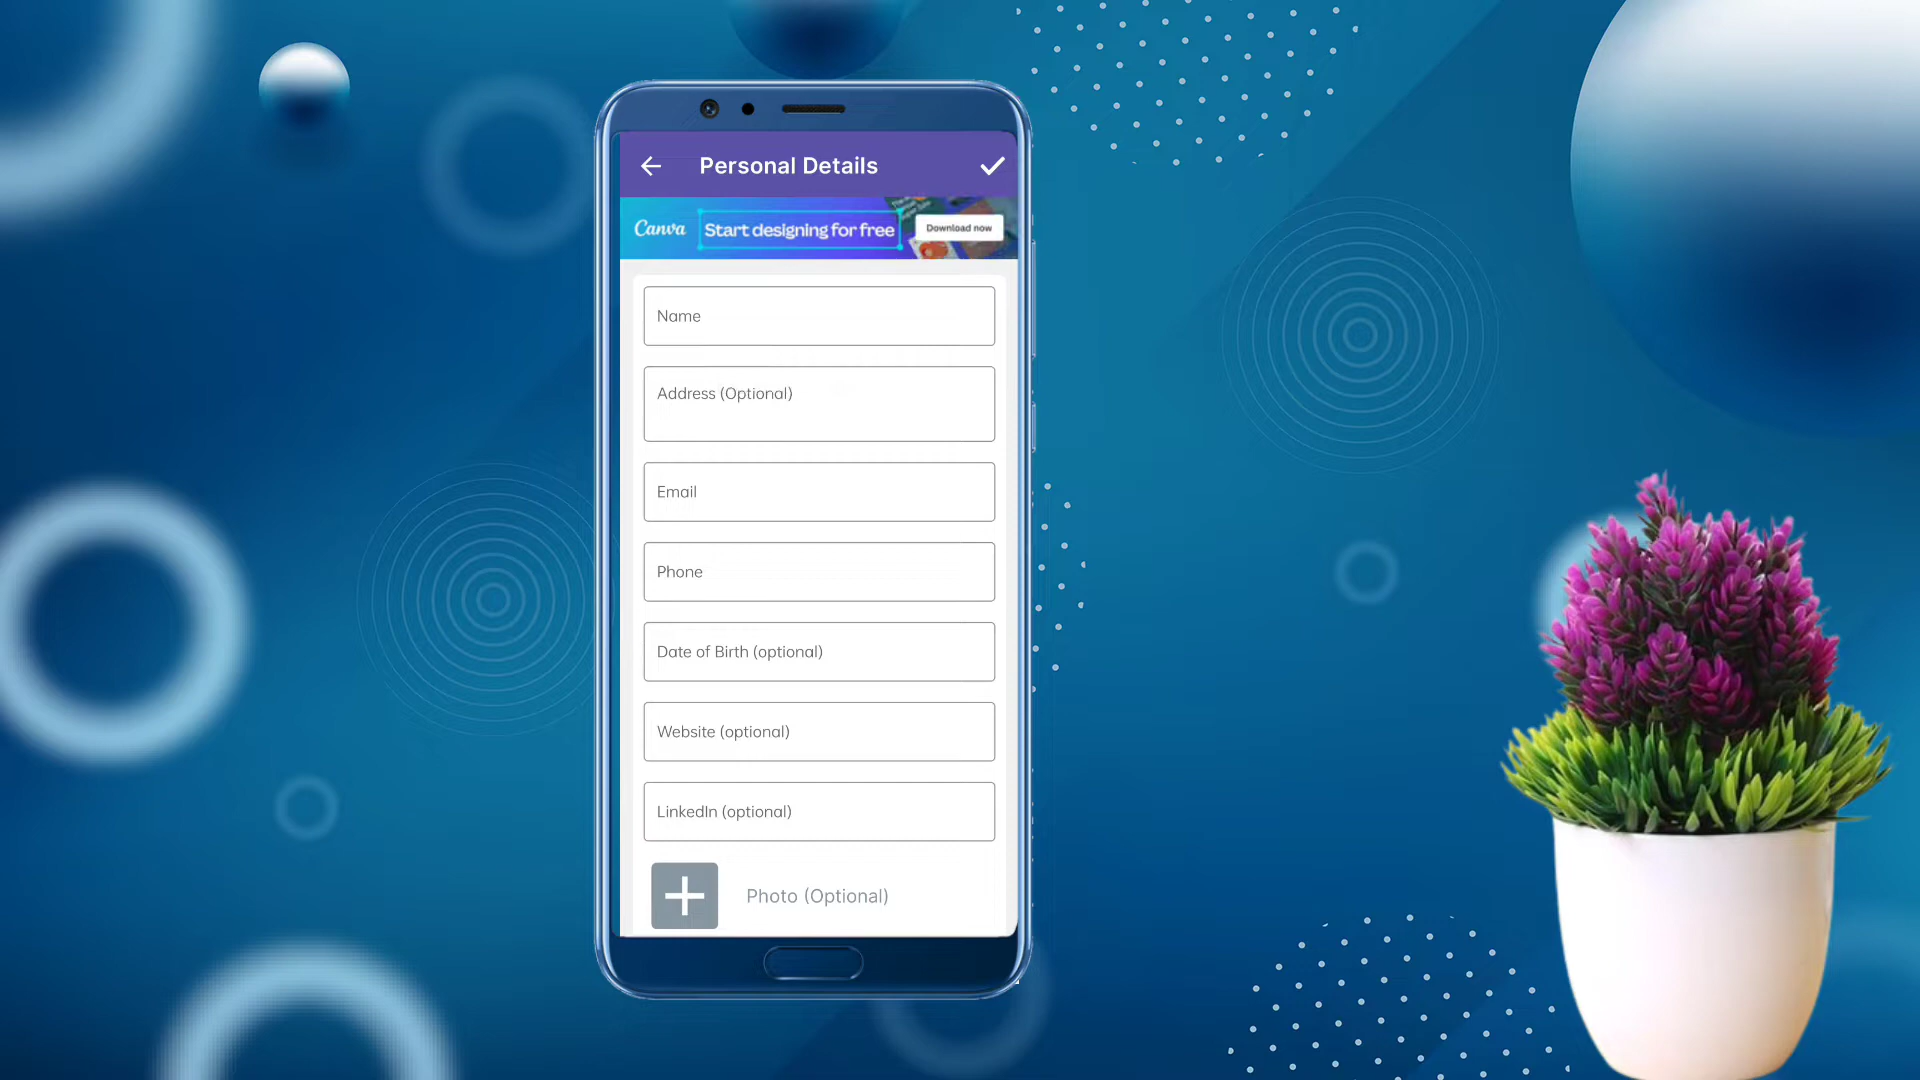 Personal Details
Canva
Start designing for free
Download now
Name
Address (Optional)
Email
Phone
Date of Birth (optional)
Website (optional)
LinkedIn (optional)
Photo (Optional)